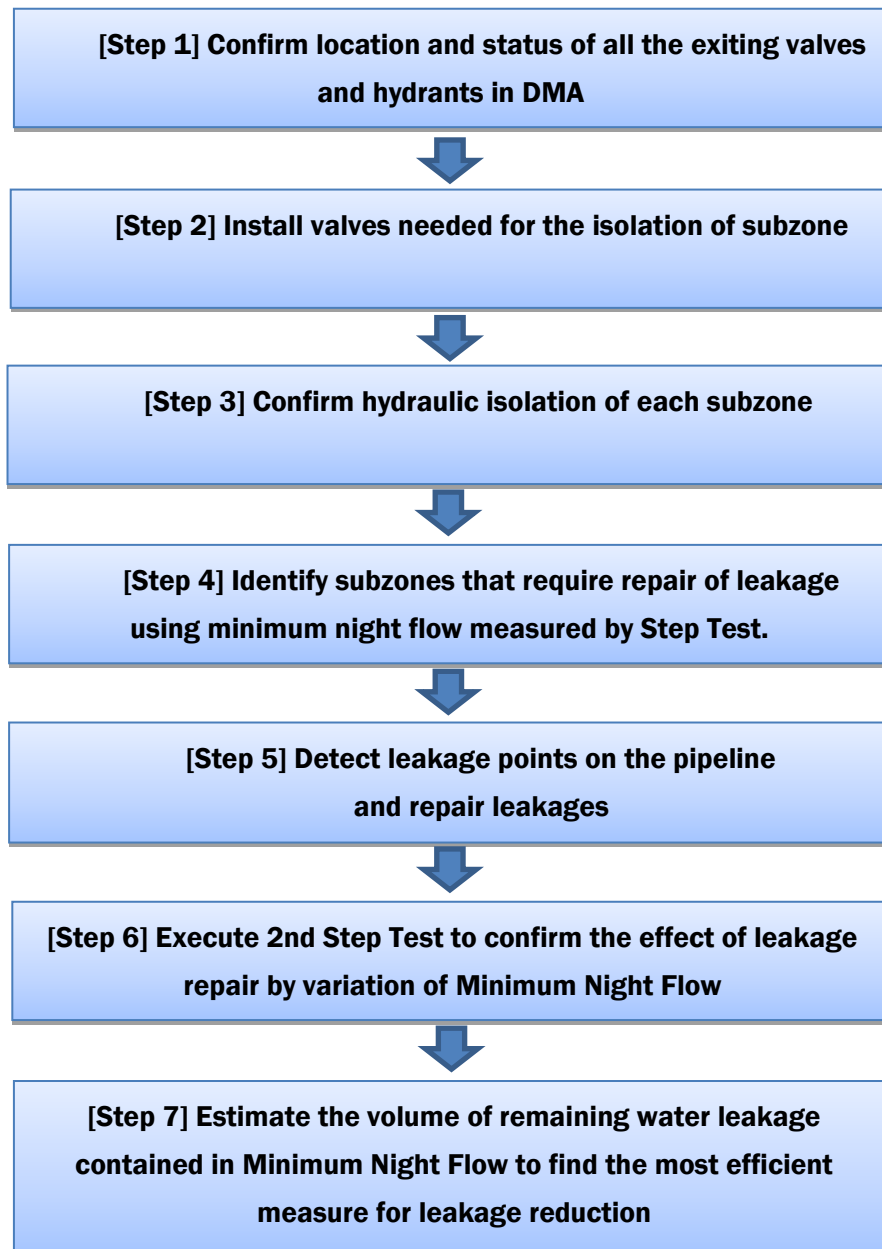 [Step 1] Confirm location and status of all the exiting valves
and hydrants in DMA
[Step 2] Install valves needed for the isolation of subzone
[Step 3] Confirm hydraulic isolation of each subzone
[Step 4] Identify subzones that require repair of leakage
using minimum night flow measured by Step Test.
[Step 5] Detect leakage points on the pipeline
and repair leakages
[Step 6] Execute 2nd Step Test to confirm the effect of leakage
repair by variation of Minimum Night Flow
[Step 7] Estimate the volume of remaining water leakage
contained in Minimum Night Flow to find the most efficient
measure for leakage reduction